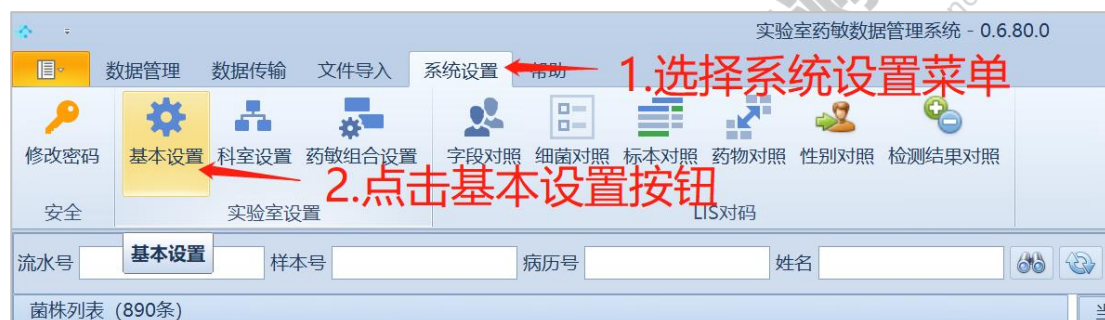 实验室药敏数据管理系统 - 0.6.80.0
数据管理 数据传输 文件导入 系统设置 帮助
1.选择系统设置菜单
修改密码 基本设置 科室设置 药敏组合设置 字段对照 细菌对照 标本对照 药物对照 性别对照 检测结果对照
2.点击基本设置按钮
安全 实验室设置 LIS对码
流水号 基本设置 样本号 病历号 姓名
菌株列表（890条）